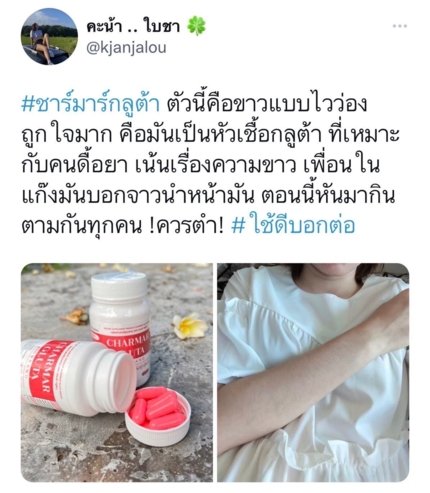 คะน้า .. ใบชา 🍀
@kjanjalou
#ชาร์มาร์กลูต้า ตัวนี้คือขาวแบบไวว่อง
ถูกใจมาก คือมันเป็นหัวเชื้อกลูต้า ที่เหมาะ
กับคนดื้อยา เน้นเรื่องความขาว เพื่อนใน
แก๊งมันบอกจาวนำหน้ามัน ตอนนี้หันมากิน
ตามกันทุกคน !ควรตำ! # ใช้ดีบอกต่อ
CHARMAR
GLUTA
CHARMAR
GLUTA